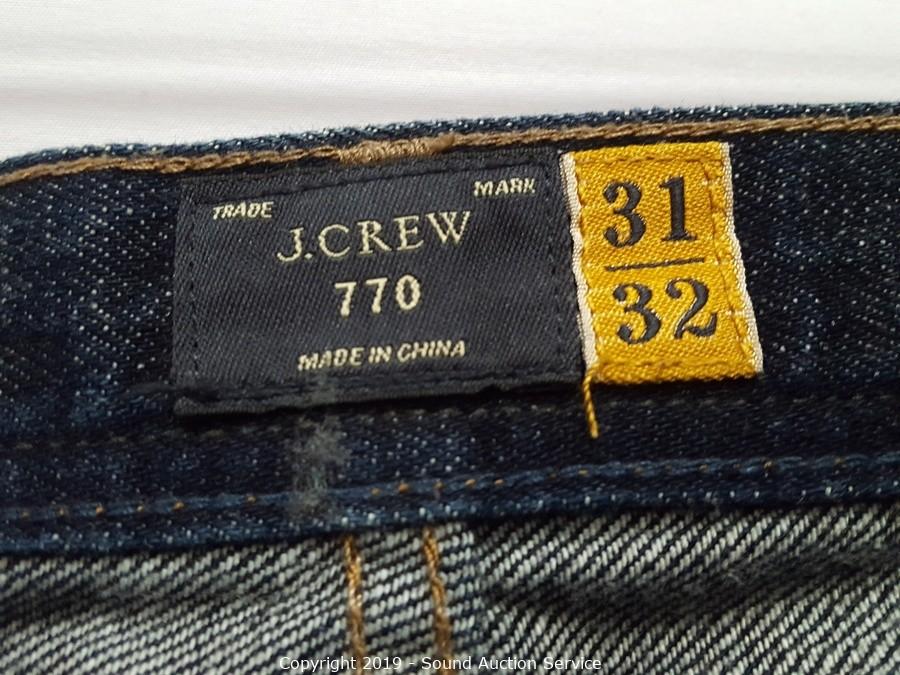 TRADE MARK
J.CREW
770
MADE IN CHINA
31
32
Copyright 2019 - Sound Auction Service